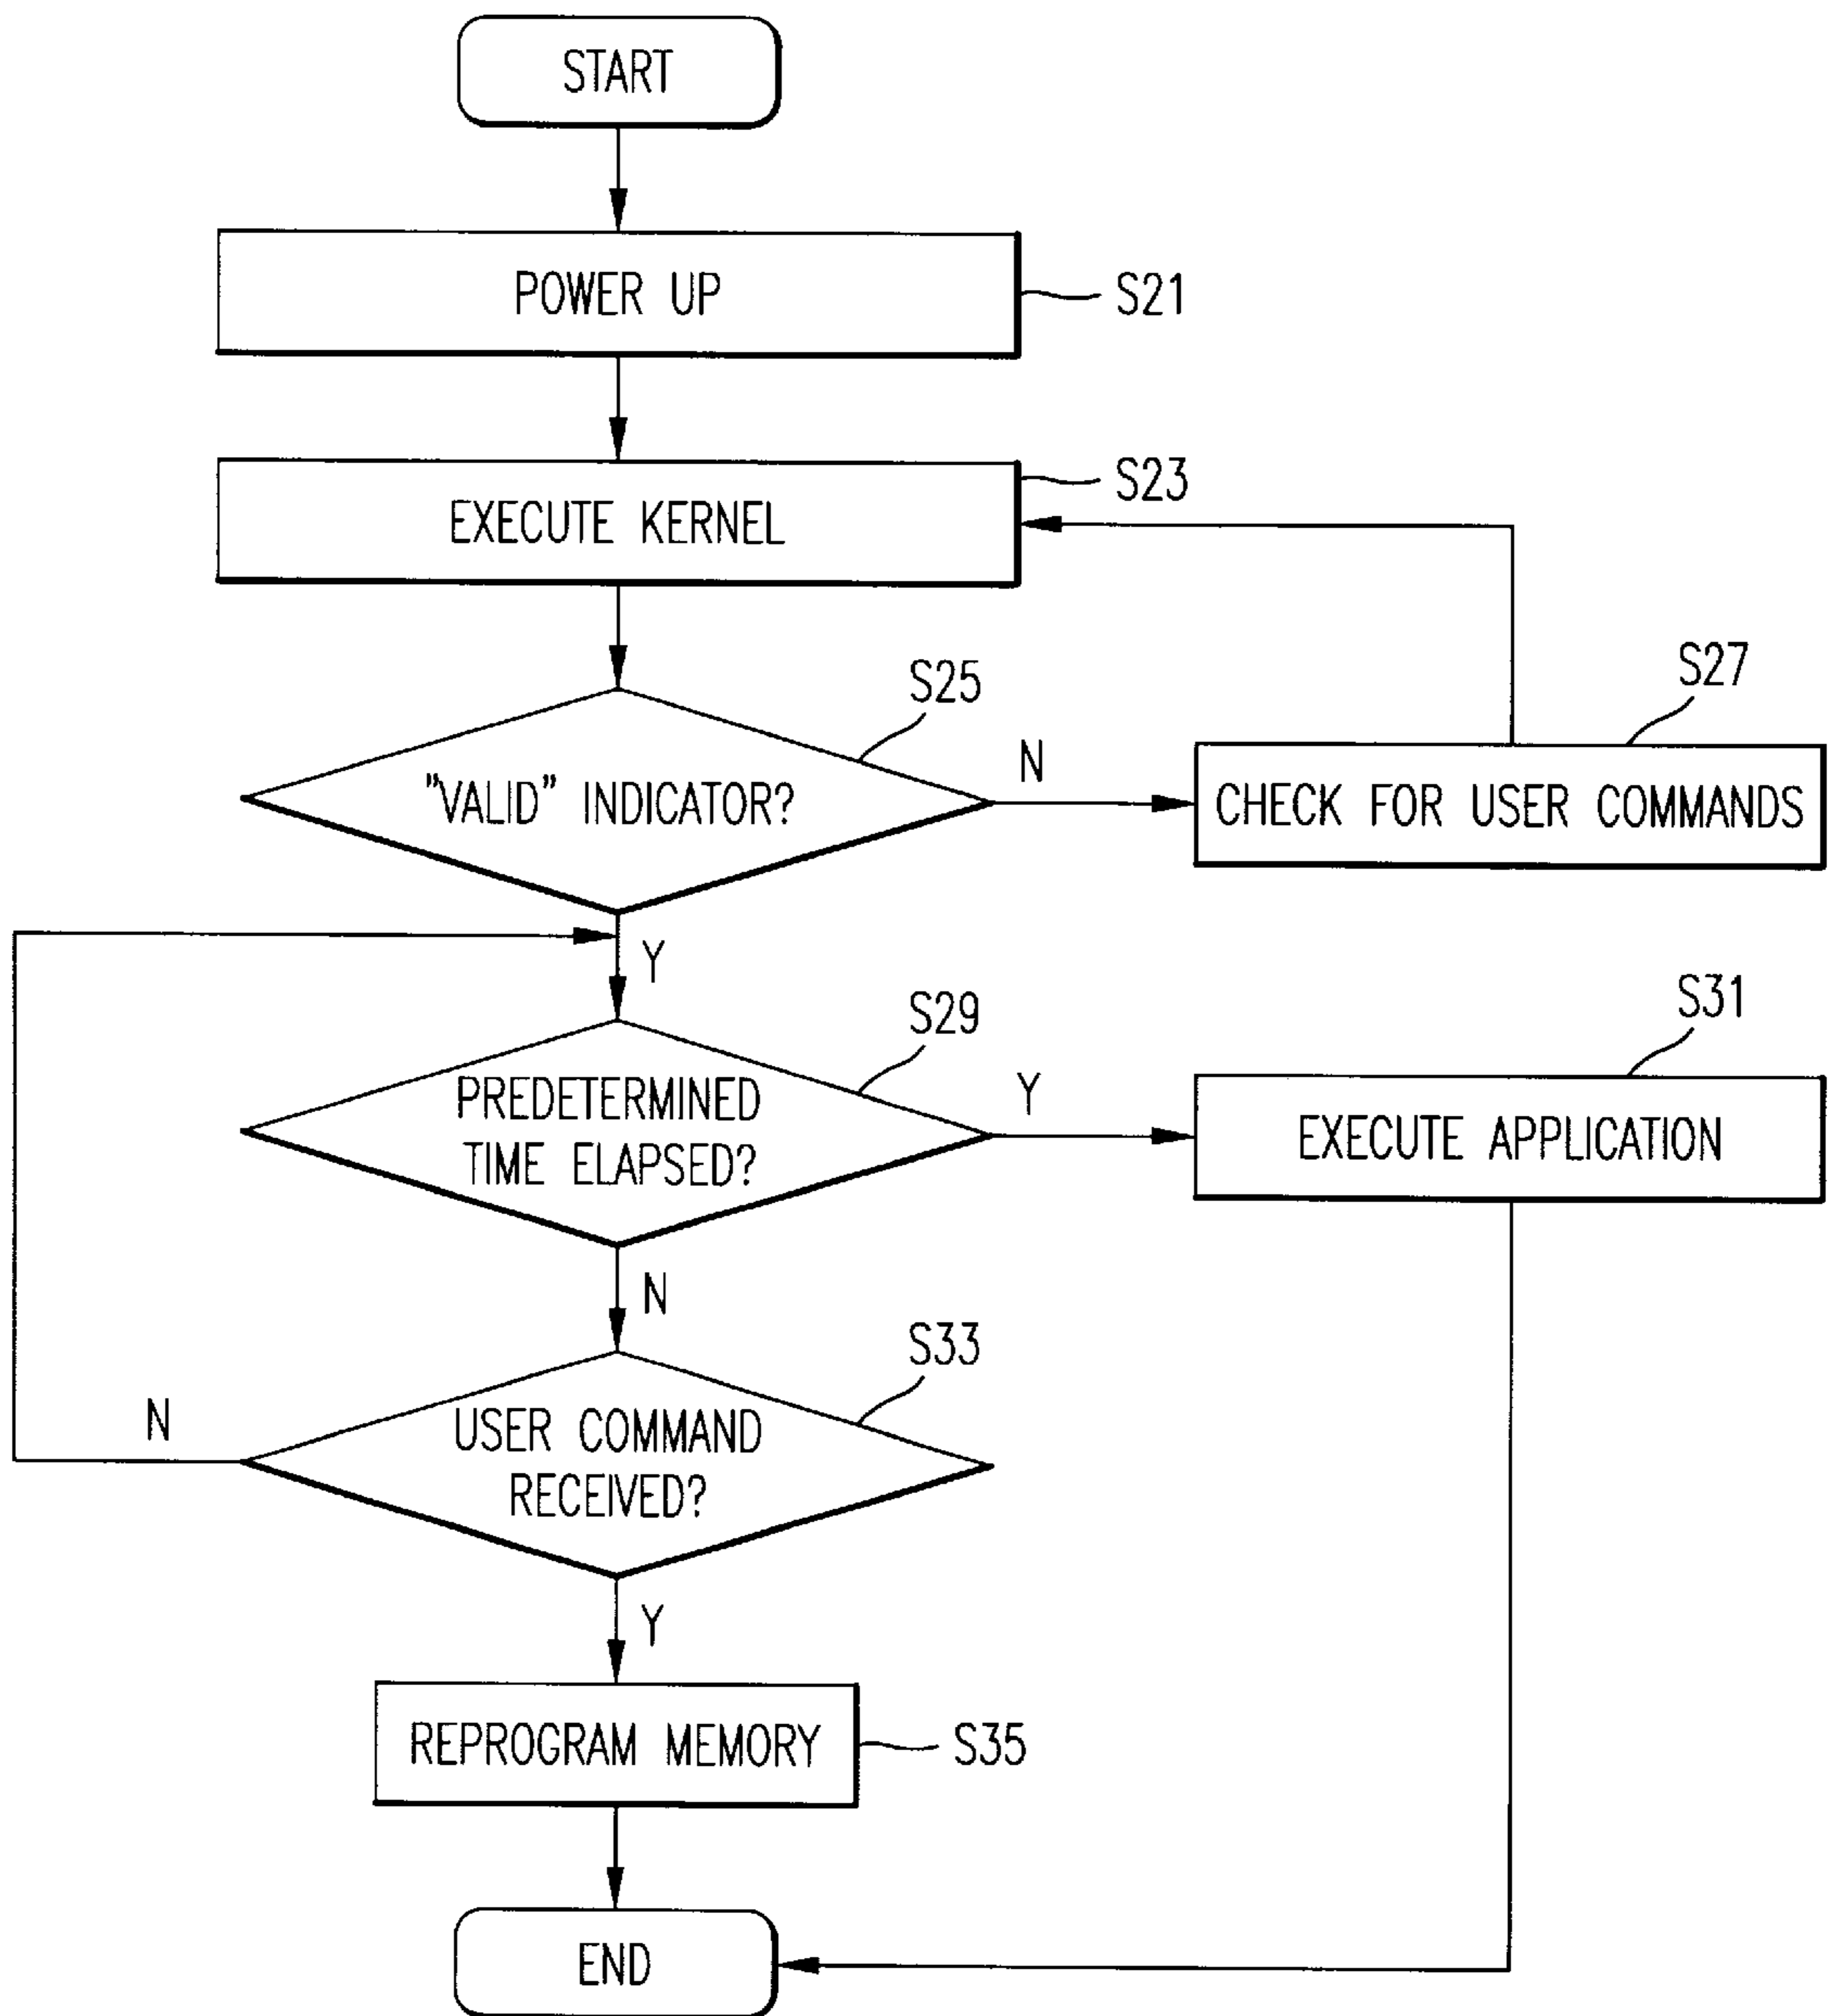 START
POWER UP
S21
EXECUTE KERNEL
S23
S25
"VALID" INDICATOR?
N
S27
CHECK FOR USER COMMANDS
Y
S29
PREDETERMINED
TIME ELAPSED?
Y
S31
EXECUTE APPLICATION
N
S33
USER COMMAND
RECEIVED?
N
Y
REPROGRAM MEMORY
S35
END